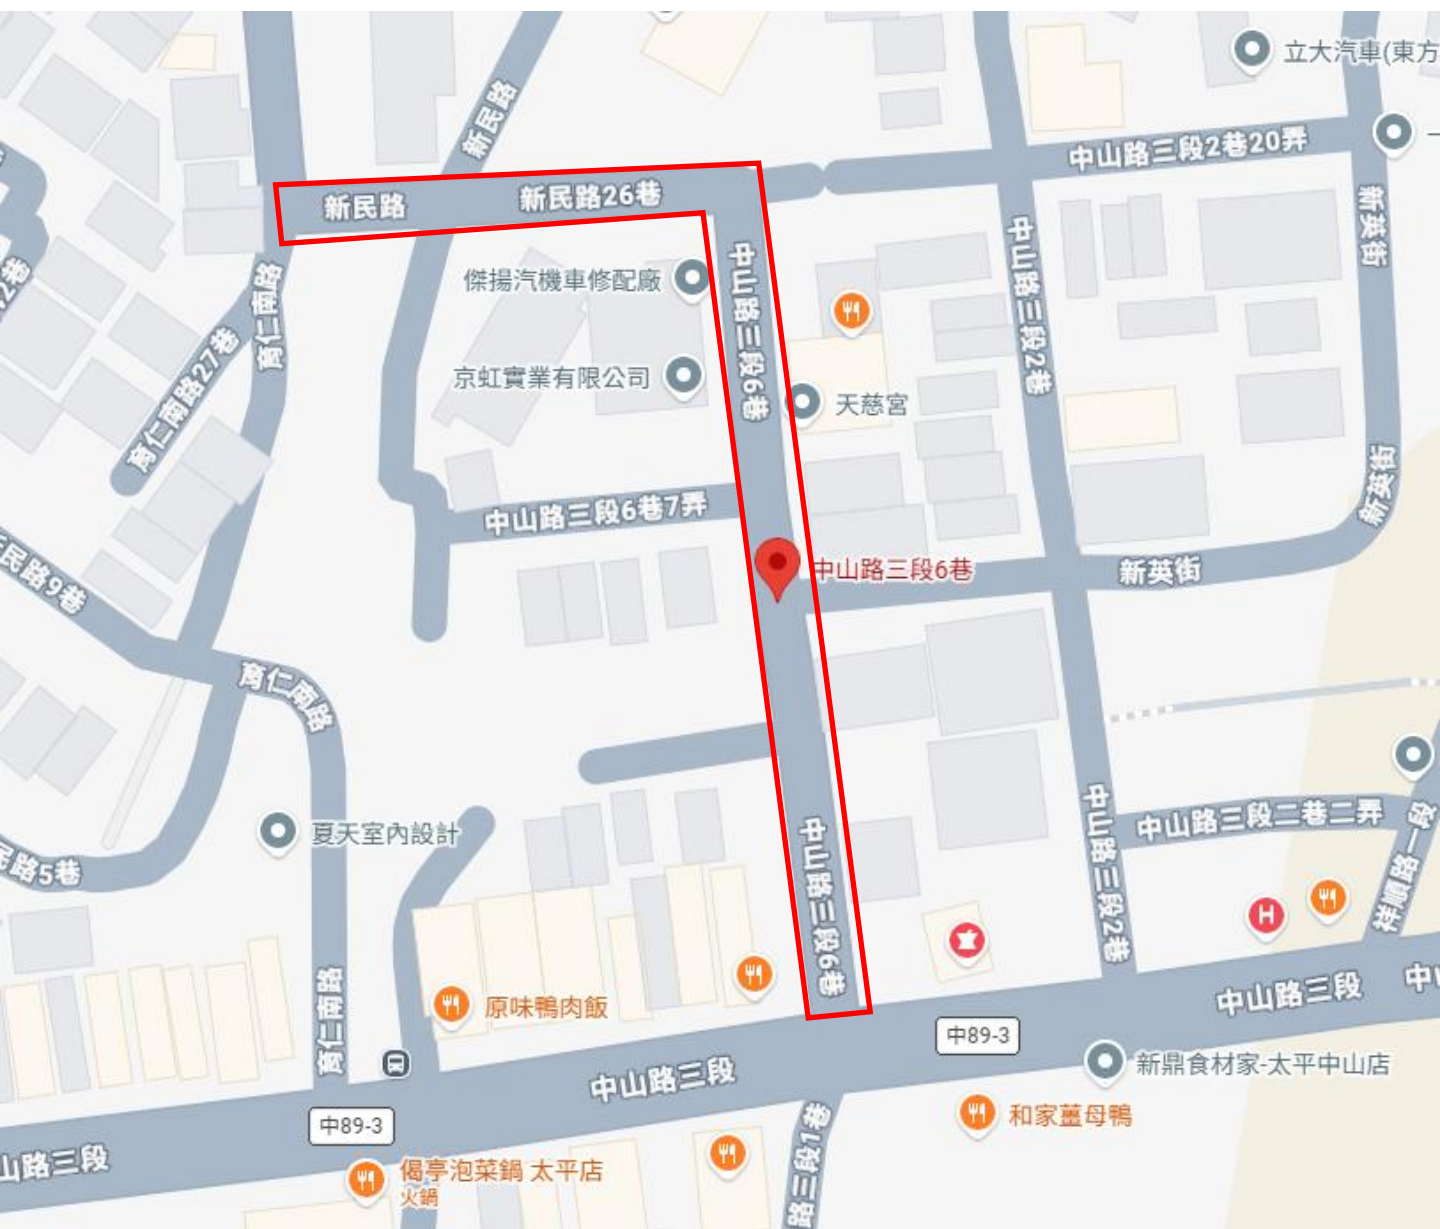 立大汽車(東方
新民路
中山路三段2巷20弄
新民路
新民路26巷
新英街
中山路三段6巷
中山路三段2巷
育仁南路
傑揚汽機車修配廠
育仁南路27巷
京虹實業有限公司
天慈宮
新英街
中山路三段6巷7弄
中山路三段6巷
新英街
民路9巷
育仁南路
夏天室內設計
中山路三段6巷
中山路三段2巷
中山路三段二巷二弄
祥順路一段
民路5巷
H
育仁南路
原味鴨肉飯
中山路三段
中89-3
新鼎食材家-太平中山店
中山路三段
中89-3
和家薑母鴨
山路三段
路三段1巷
偈亭泡菜鍋 太平店
火鍋